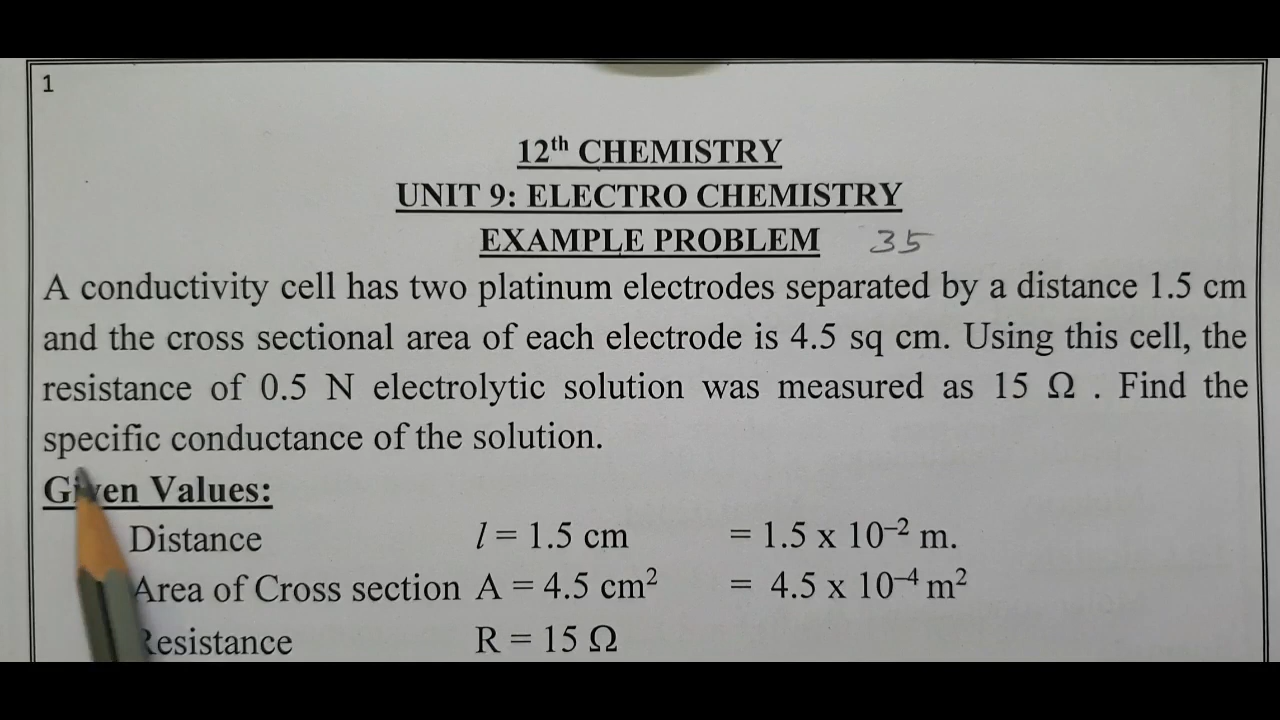 1
12th CHEMISTRY
UNIT 9: ELECTRO CHEMISTRY
EXAMPLE PROBLEM 35
A conductivity cell has two platinum electrodes separated by a distance 1.5 cm
and the cross sectional area of each electrode is 4.5 sq cm. Using this cell, the
resistance of 0.5 N electrolytic solution was measured as 15 Ω . Find the
specific conductance of the solution.
Given Values:
Distance l = 1.5 cm = 1.5 x 10⁻² m.
Area of Cross section A = 4.5 cm² = 4.5 x 10⁻⁴ m²
Resistance R = 15 Ω